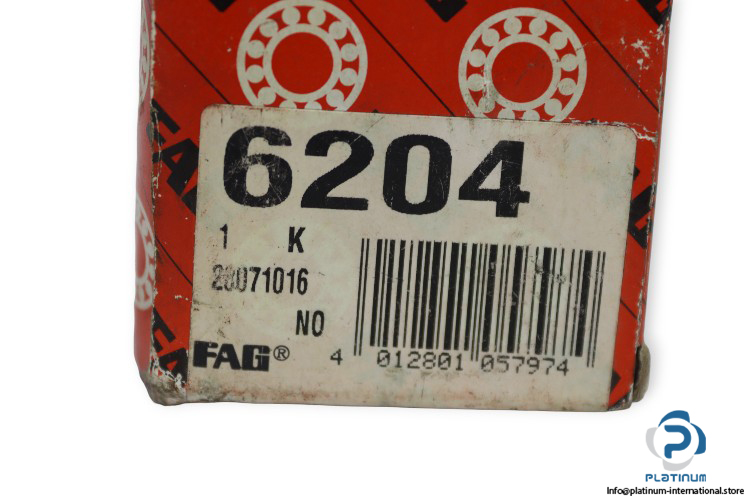 6204
1 K
20071016
NO
FAG®
4 012801 057974
PLATINUM
Info@platinum-international.store